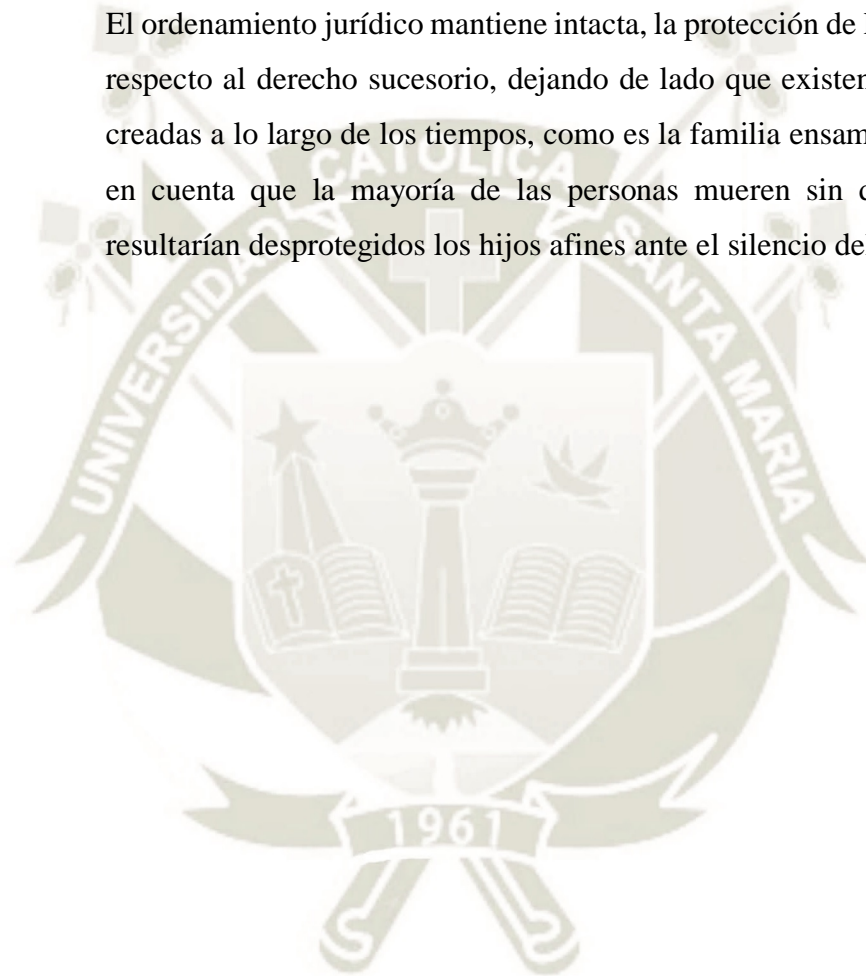 El ordenamiento jurídico mantiene intacta, la protección de
respecto al derecho sucesorio, dejando de lado que existen
creadas a lo largo de los tiempos, como es la familia ensam
en cuenta que la mayoría de las personas mueren sin
resultarían desprotegidos los hijos afines ante el silencio de
UNIVERSIDAD CATOLICA SANTA MARIA
1961